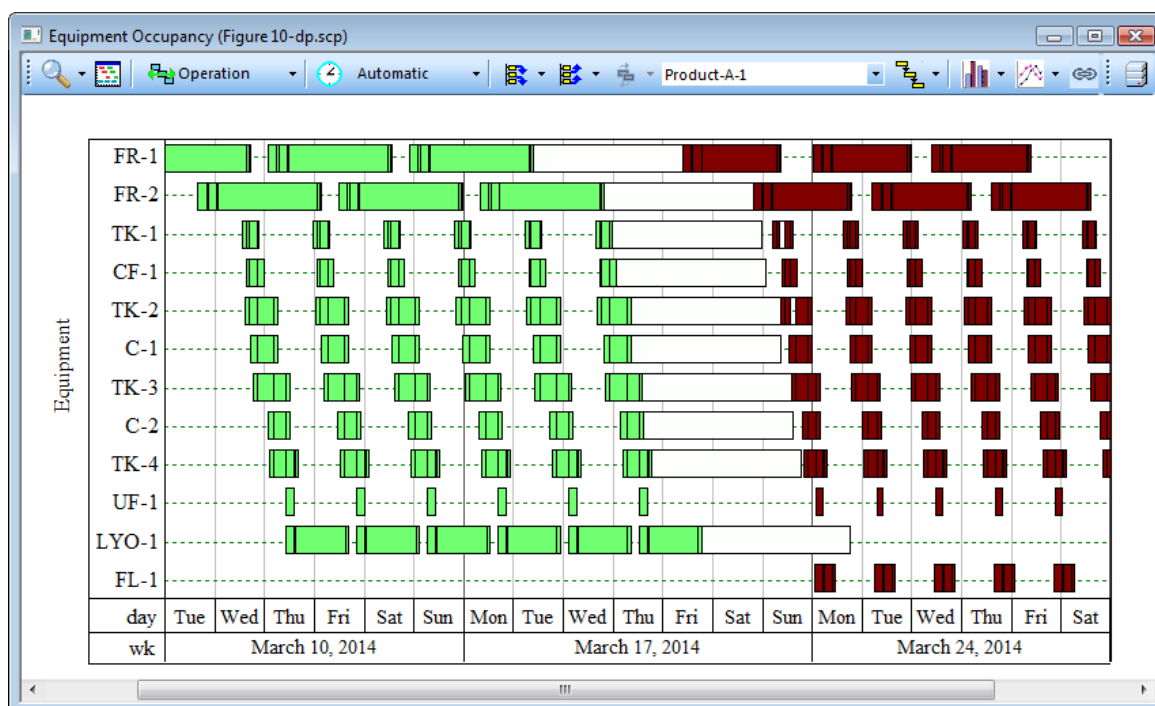 Equipment Occupancy (Figure 10-dp.scp)
Operation Automatic Product-A-1
Equipment
FR-1
FR-2
TK-1
CF-1
TK-2
C-1
TK-3
C-2
TK-4
UF-1
LYO-1
FL-1
day Tue Wed Thu Fri Sat Sun Mon Tue Wed Thu Fri Sat Sun Mon Tue Wed Thu Fri Sat
wk March 10, 2014 March 17, 2014 March 24, 2014